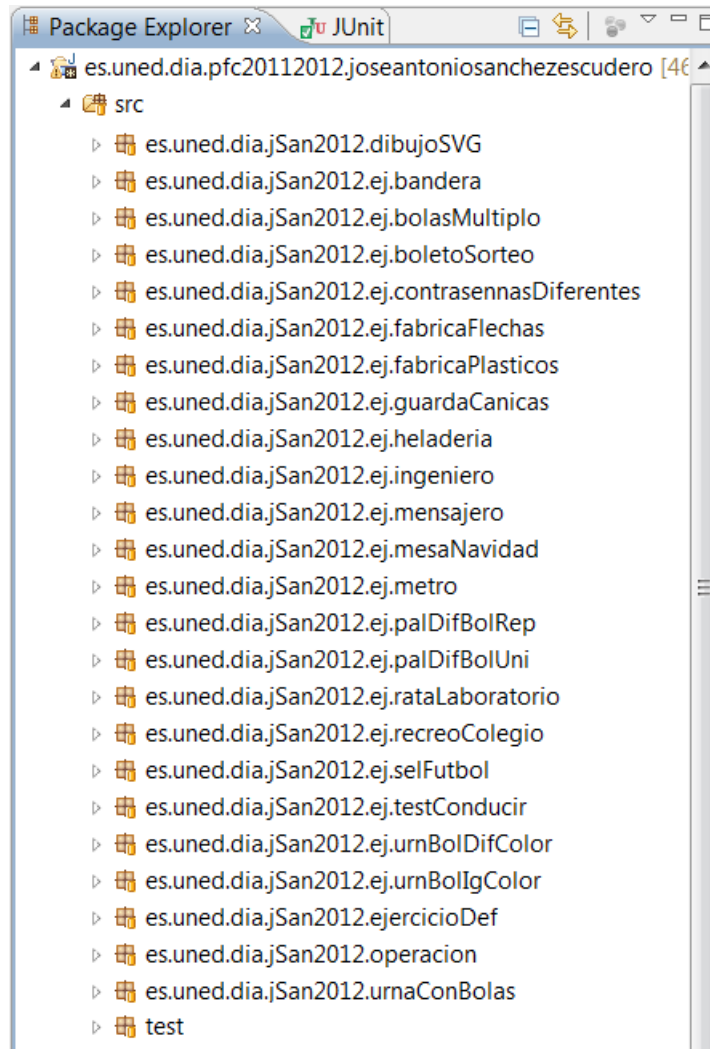 Package Explorer JUnit
es.uned.dia.pfc20112012.joseantoniosanchezescudero [46
src
es.uned.dia.jSan2012.dibujoSVG
es.uned.dia.jSan2012.ej.bandera
es.uned.dia.jSan2012.ej.bolasMultiplo
es.uned.dia.jSan2012.ej.boletoSorteo
es.uned.dia.jSan2012.ej.contrasennasDiferentes
es.uned.dia.jSan2012.ej.fabricaFlechas
es.uned.dia.jSan2012.ej.fabricaPlasticos
es.uned.dia.jSan2012.ej.guardaCanicas
es.uned.dia.jSan2012.ej.heladeria
es.uned.dia.jSan2012.ej.ingeniero
es.uned.dia.jSan2012.ej.mensajero
es.uned.dia.jSan2012.ej.mesaNavidad
es.uned.dia.jSan2012.ej.metro
es.uned.dia.jSan2012.ej.palDifBolRep
es.uned.dia.jSan2012.ej.palDifBolUni
es.uned.dia.jSan2012.ej.rataLaboratorio
es.uned.dia.jSan2012.ej.recreoColegio
es.uned.dia.jSan2012.ej.selFutbol
es.uned.dia.jSan2012.ej.testConducir
es.uned.dia.jSan2012.ej.urnBolDifColor
es.uned.dia.jSan2012.ej.urnBolIgColor
es.uned.dia.jSan2012.ejercicioDef
es.uned.dia.jSan2012.operacion
es.uned.dia.jSan2012.urnaConBolas
test